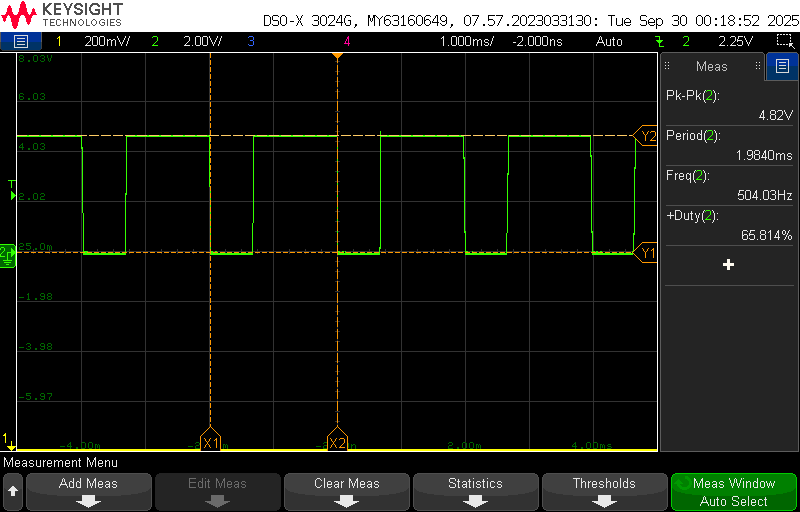 KEYSIGHT
TECHNOLOGIES
DSO-X 3024G, MY63160649, 07.57.2023033130: Tue Sep 30 00:18:52 2025
1 200mV/ 2 2.00V/ 3 4 1.000ms/ -2.000ns Auto 2 2.25V
8.03V
6.03
4.03
2.02
25.0m
-1.98
-3.98
-5.97
T
2
1
Y2
Y1
-4.00m 2.00m 4.00ms
X1 X2
Meas
Pk-Pk(2):
4.82V
Period(2):
1.9840ms
Freq(2):
504.03Hz
+Duty(2):
65.814%
Measurement Menu
Add Meas
Edit Meas
Clear Meas
Statistics
Thresholds
Meas Window
Auto Select